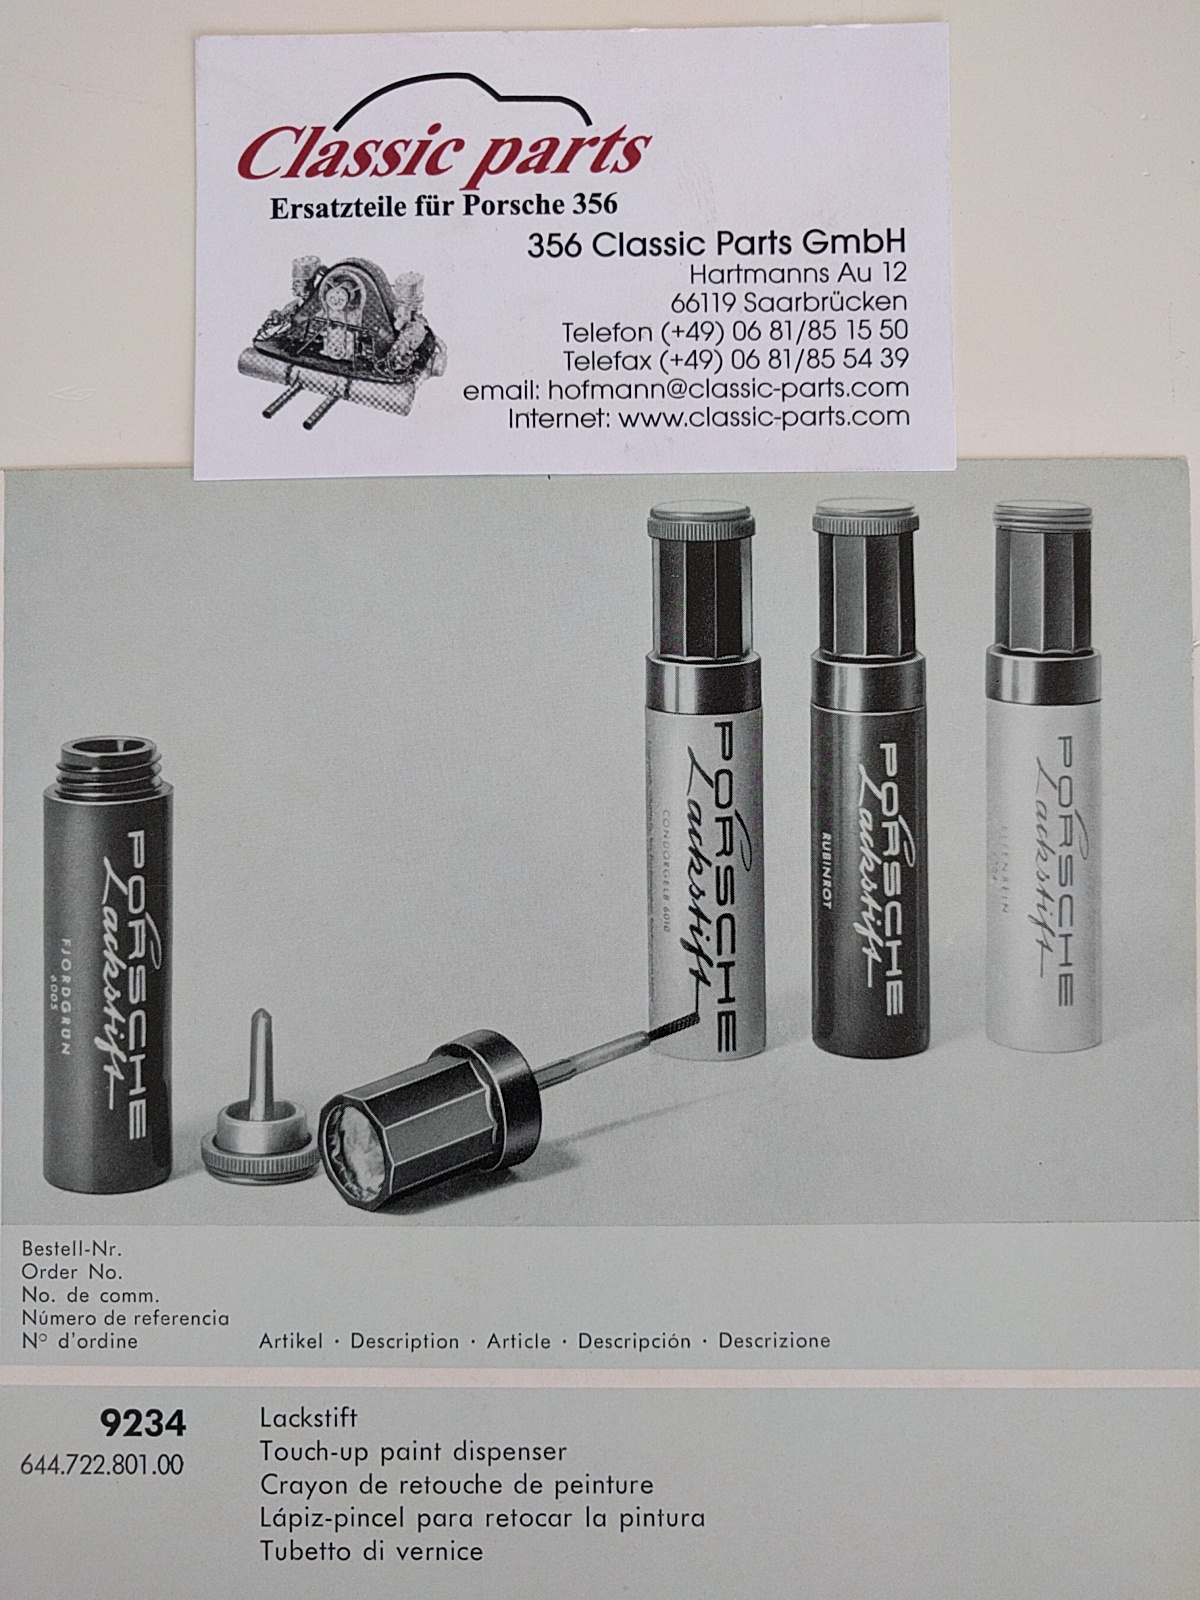 Classic parts
Ersatzteile für Porsche 356
356 Classic Parts GmbH
Hartmanns Au 12
66119 Saarbrücken
Telefon (+49) 06 81/85 15 50
Telefax (+49) 06 81/85 54 39
email: hofmann@classic-parts.com
Internet: www.classic-parts.com
PORSCHE
Lackstift
FJORDGRÜN
6005
PORSCHE
Lackstift
CONDORGELB 6010
PORSCHE
Lackstift
RUBINROT
PORSCHE
Lackstift
ELFENBEIN
Bestell-Nr.
Order No.
No. de comm.
Número de referencia
N° d'ordine
Artikel · Description · Article · Descripción · Descrizione
9234
644.722.801.00
Lackstift
Touch-up paint dispenser
Crayon de retouche de peinture
Lápiz-pincel para retocar la pintura
Tubetto di vernice